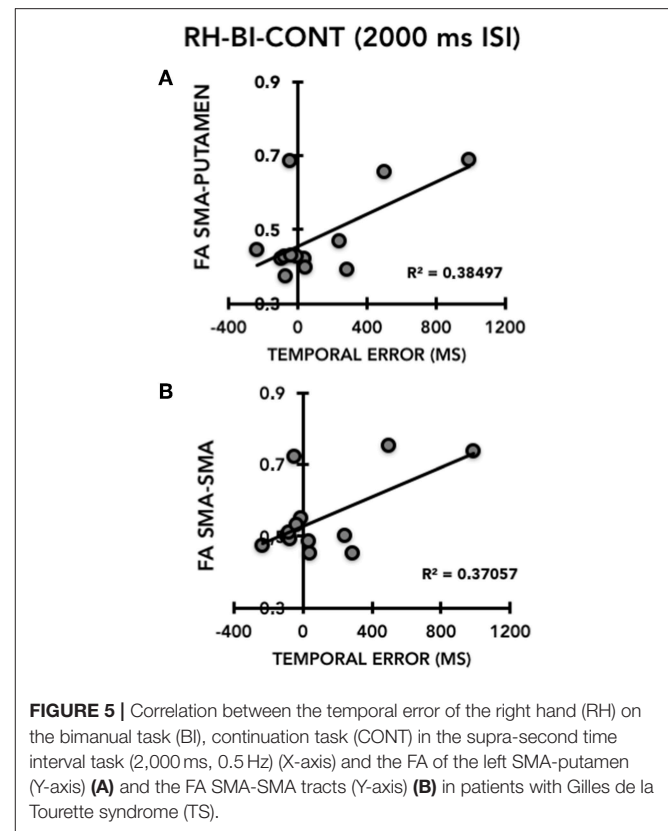 RH-BI-CONT (2000 ms ISI)
A
FA SMA-PUTAMEN
0.9
0.7
0.5
0.3
R² = 0.38497
-400 0 400 800 1200
TEMPORAL ERROR (MS)
B
FA SMA-SMA
0.9
0.7
0.5
0.3
R² = 0.37057
-400 0 400 800 1200
TEMPORAL ERROR (MS)
FIGURE 5 | Correlation between the temporal error of the right hand (RH) on
the bimanual task (BI), continuation task (CONT) in the supra-second time
interval task (2,000 ms, 0.5 Hz) (X-axis) and the FA of the left SMA-putamen
(Y-axis) (A) and the FA SMA-SMA tracts (Y-axis) (B) in patients with Gilles de la
Tourette syndrome (TS).